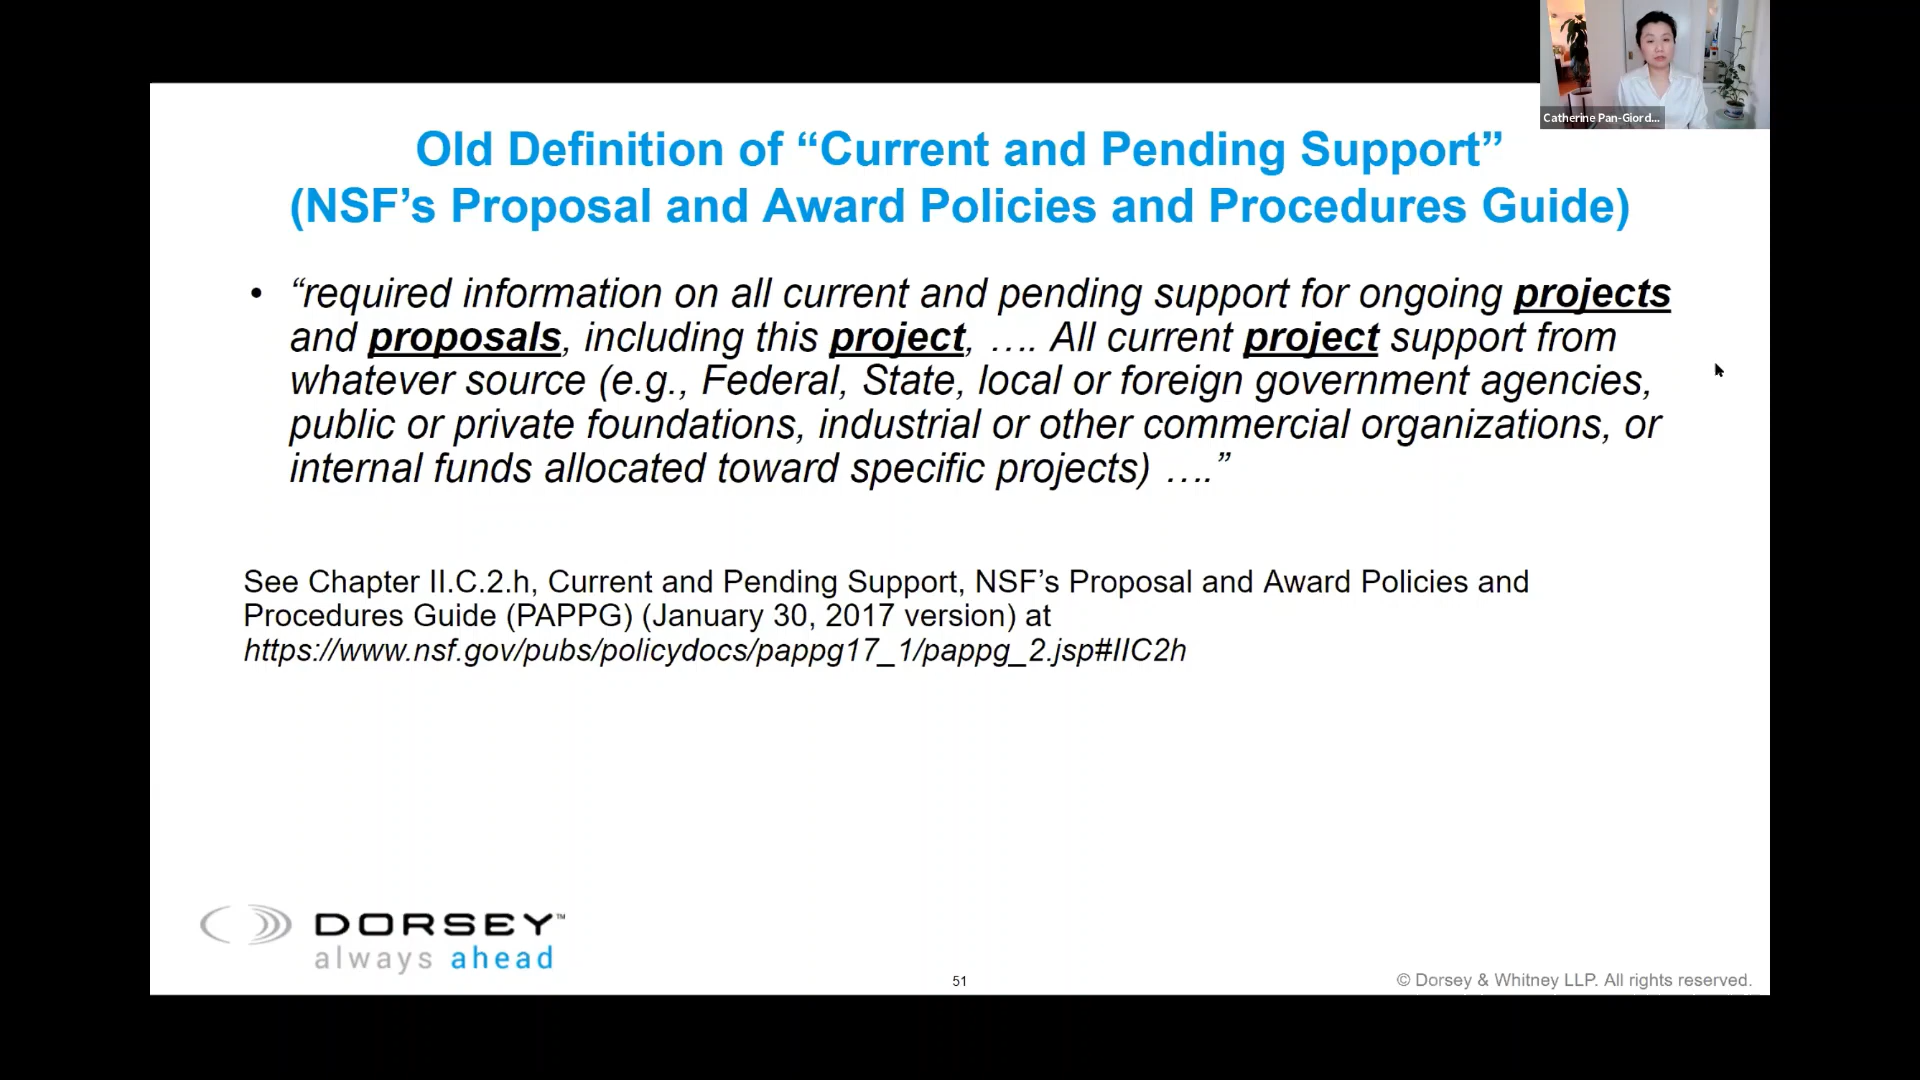 Catherine Pan-Giord...
Old Definition of “Current and Pending Support”
(NSF’s Proposal and Award Policies and Procedures Guide)
• “required information on all current and pending support for ongoing projects
and proposals, including this project, …. All current project support from
whatever source (e.g., Federal, State, local or foreign government agencies,
public or private foundations, industrial or other commercial organizations, or
internal funds allocated toward specific projects) ….”
See Chapter II.C.2.h, Current and Pending Support, NSF’s Proposal and Award Policies and
Procedures Guide (PAPPG) (January 30, 2017 version) at
https://www.nsf.gov/pubs/policydocs/pappg17_1/pappg_2.jsp#IIC2h
DORSEY™
always ahead
51
© Dorsey & Whitney LLP. All rights reserved.